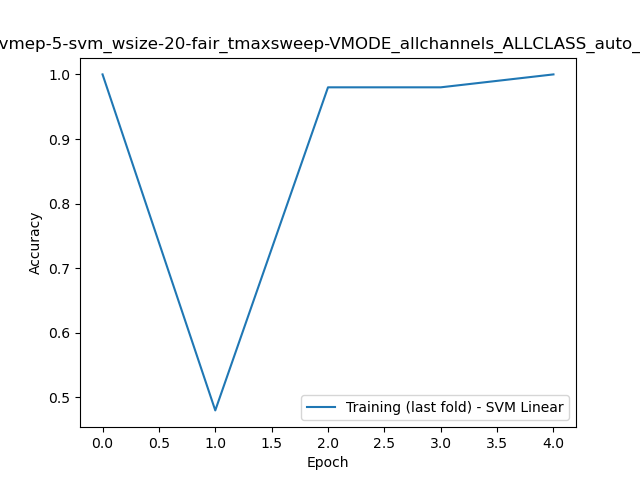 vmep-5-svm_wsize-20-fair_tmaxsweep-VMODE_allchannels_ALLCLASS_auto_
1.0
0.9
0.8
0.7
0.6
0.5
Accuracy
Training (last fold) - SVM Linear
0.0 0.5 1.0 1.5 2.0 2.5 3.0 3.5 4.0
Epoch